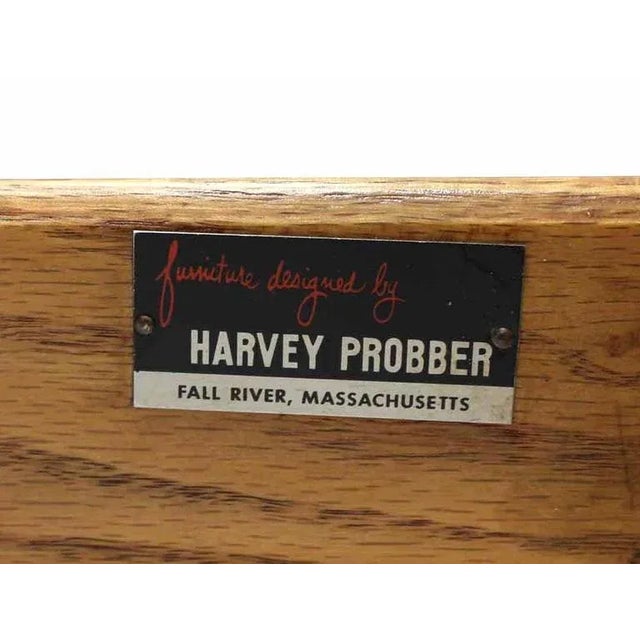 furniture designed by
HARVEY PROBBER
FALL RIVER, MASSACHUSETTS